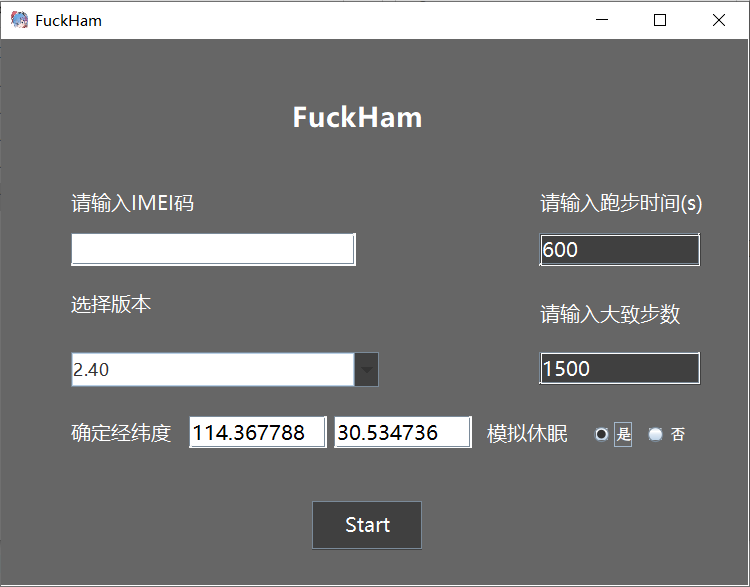 FuckHam
FuckHam
请输入IMEI码
请输入跑步时间(s)
600
选择版本
请输入大致步数
2.40
1500
确定经纬度 114.367788 30.534736 模拟休眠 是 否
Start